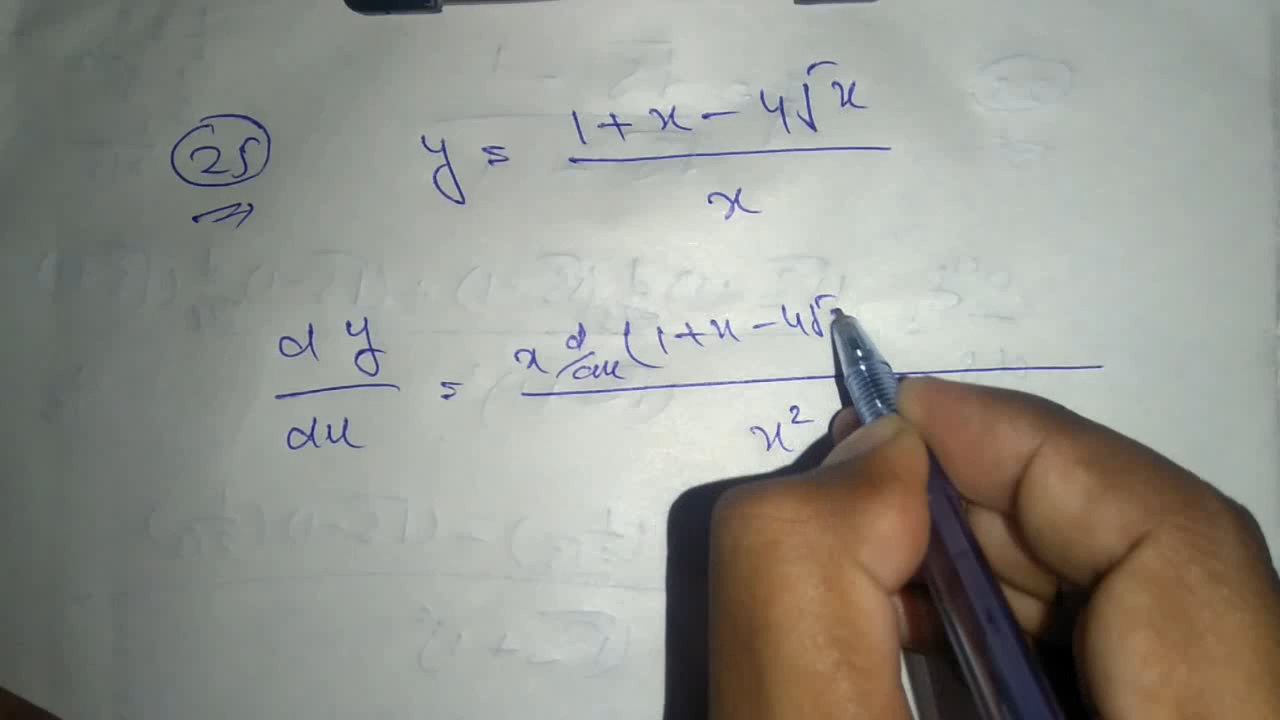 25 y = 1 + x - 4√x
x
dy = x d/dx (1 + x - 4√
dx x²